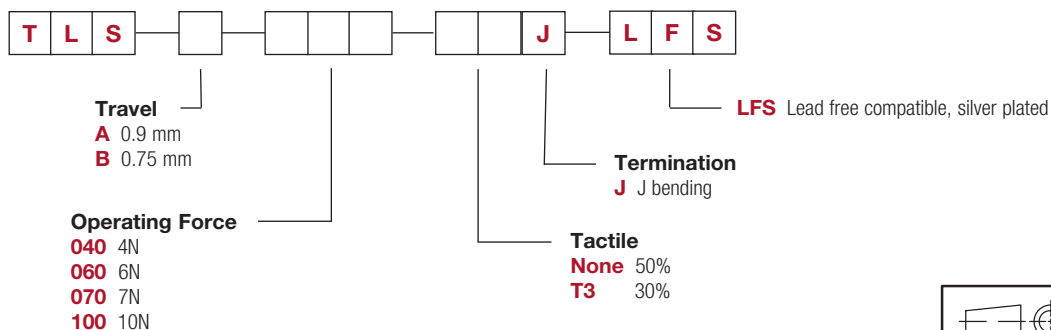 T L S J L F S
Travel
A 0.9 mm
B 0.75 mm
LFS Lead free compatible, silver plated
Termination
J J bending
Operating Force
040 4N
060 6N
070 7N
100 10N
Tactile
None 50%
T3 30%